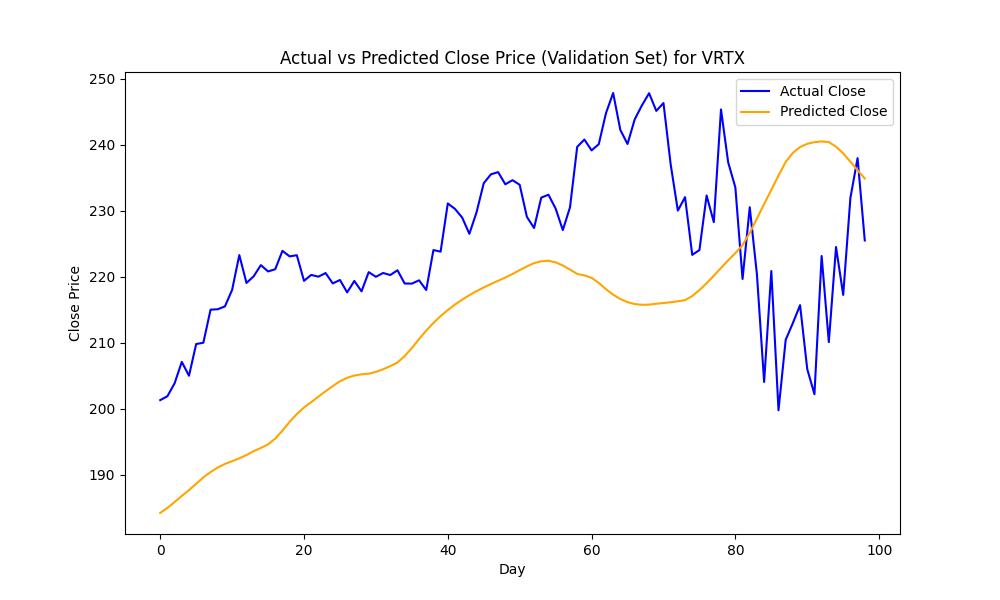 Actual vs Predicted Close Price (Validation Set) for VRTX
Actual Close
Predicted Close
250
240
230
220
210
200
190
Close Price
0 20 40 60 80 100
Day